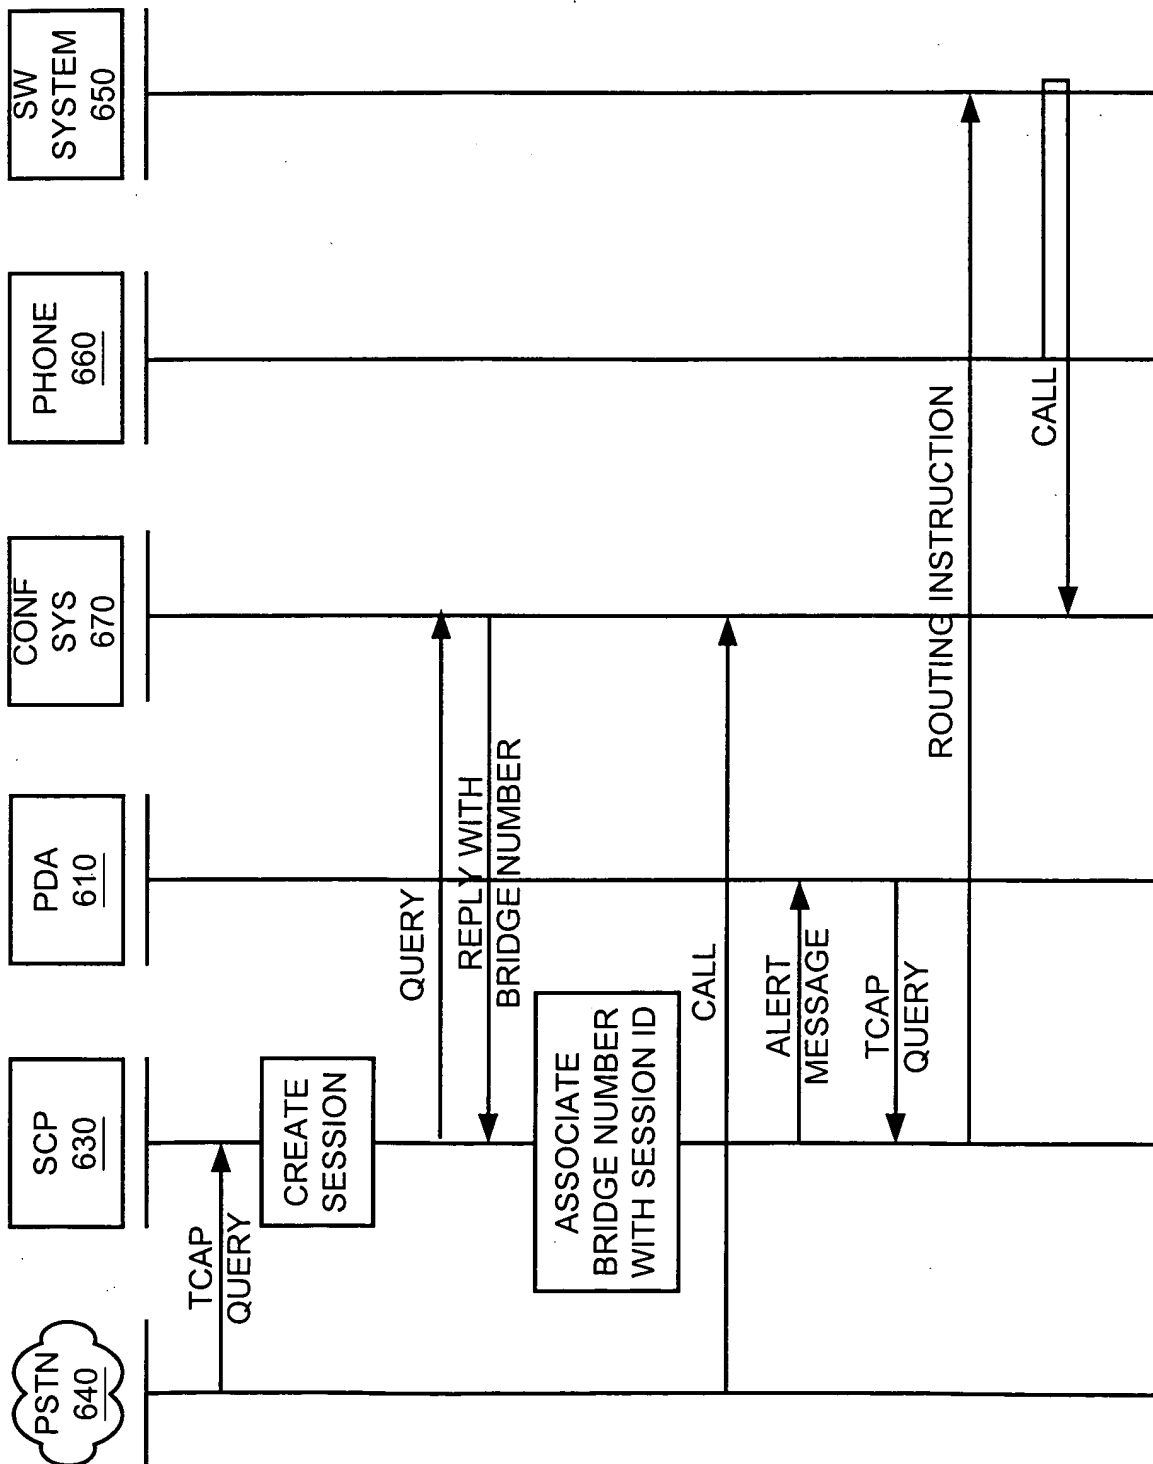 PSTN
640
SCP
630
PDA
610
CONF
SYS
670
PHONE
660
SW
SYSTEM
650
TCAP
QUERY
CREATE
SESSION
QUERY
REPLY WITH
BRIDGE NUMBER
ASSOCIATE
BRIDGE NUMBER
WITH SESSION ID
CALL
ALERT
MESSAGE
TCAP
QUERY
ROUTING INSTRUCTION
CALL